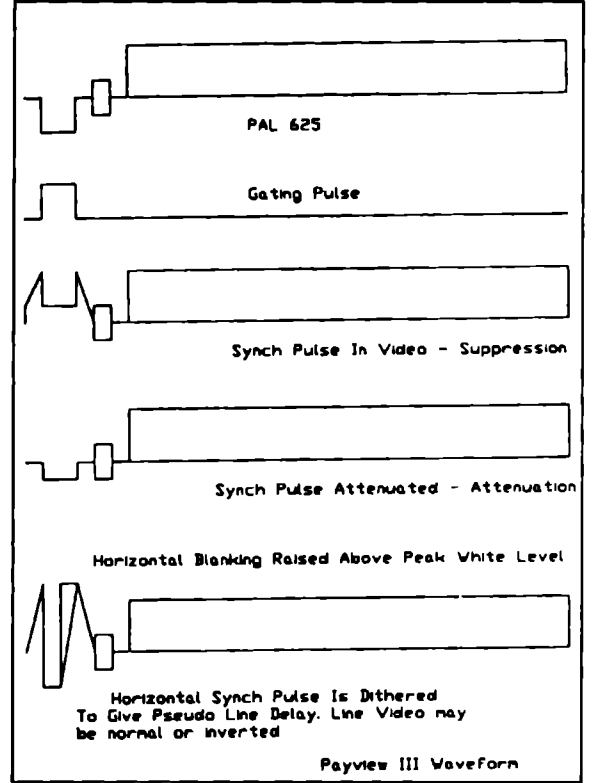 PAL 625
Gating Pulse
Synch Pulse In Video - Suppression
Synch Pulse Attenuated - Attenuation
Horizontal Blanking Raised Above Peak White Level
Horizontal Synch Pulse Is Dithered
To Give Pseudo Line Delay. Line Video may
be normal or inverted
Payview III Waveform